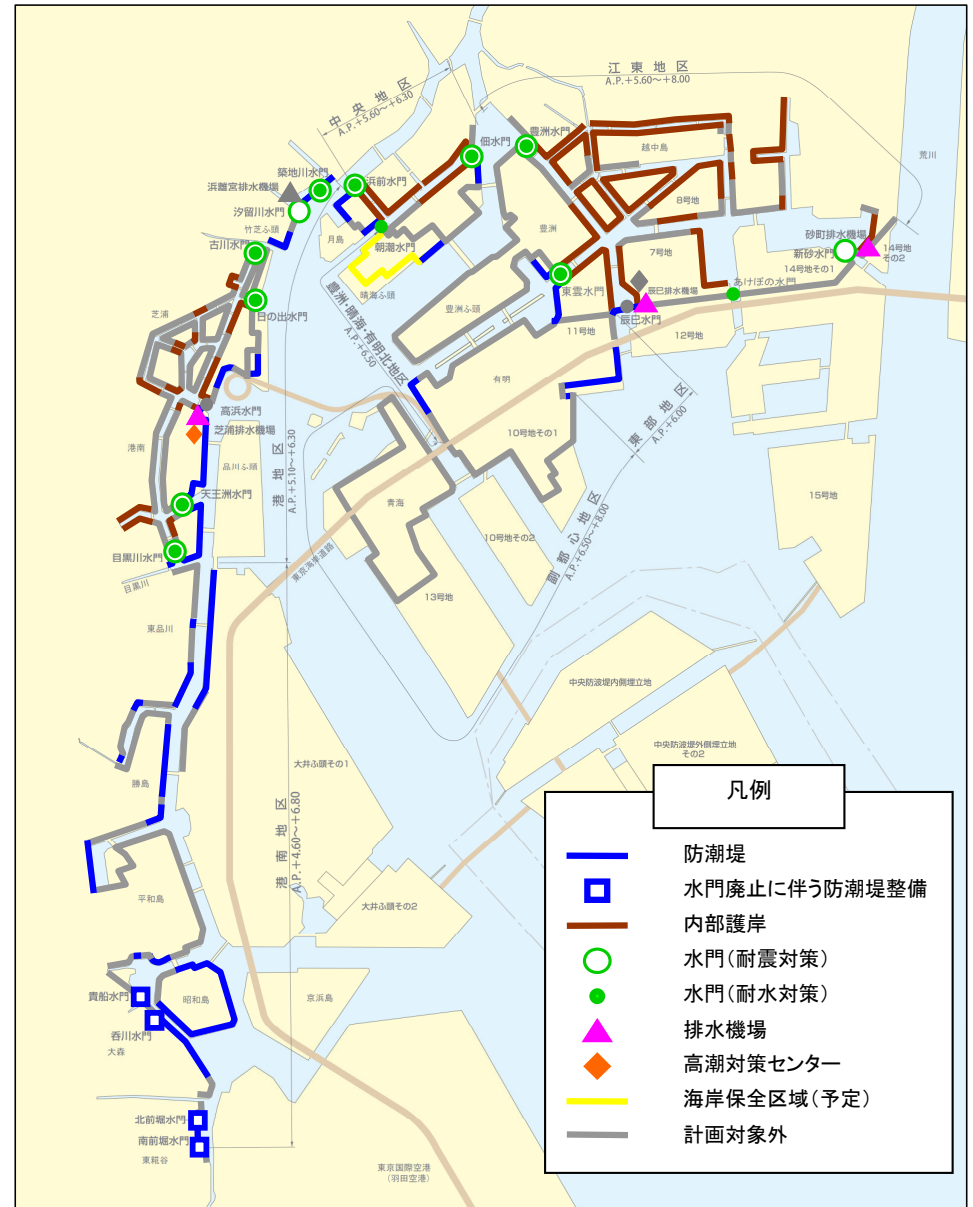 江東地区
A.P.+5.60〜+8.00
中央地区
A.P.+5.60〜+6.30
豊洲水門
佃水門
越中島
荒川
築地川水門
浜離宮排水機場
浜前水門
汐留川水門
竹芝ふ頭
8号地
月島
豊洲
古川水門
朝潮水門
7号地
砂町排水機場
新砂水門
14号地
その2
14号地その1
晴海ふ頭
東雲水門
辰巳排水機場
あけぼの水門
日の出水門
豊洲ふ頭
11号地
辰巳水門
12号地
芝浦
豊洲・晴海・有明北地区
A.P.+6.50
有明
高浜水門
芝浦排水機場
10号地その1
東部地区
A.P.+6.00
港南
品川ふ頭
港地区
A.P.+5.10〜+6.30
天王洲水門
青海
15号地
10号地その2
副都心地区
A.P.+6.50〜+8.00
目黒川水門
目黒川
東京海岸道路
13号地
東品川
中央防波堤内側埋立地
中央防波堤外側埋立地
その2
大井ふ頭その1
勝島
港南地区
A.P.+4.60〜+6.80
平和島
大井ふ頭その2
貴船水門
昭和島
京浜島
呑川水門
大森
北前堀水門
南前堀水門
東糀谷
東京国際空港
(羽田空港)
凡例
防潮堤
水門廃止に伴う防潮堤整備
内部護岸
水門(耐震対策)
水門(耐水対策)
排水機場
高潮対策センター
海岸保全区域(予定)
計画対象外